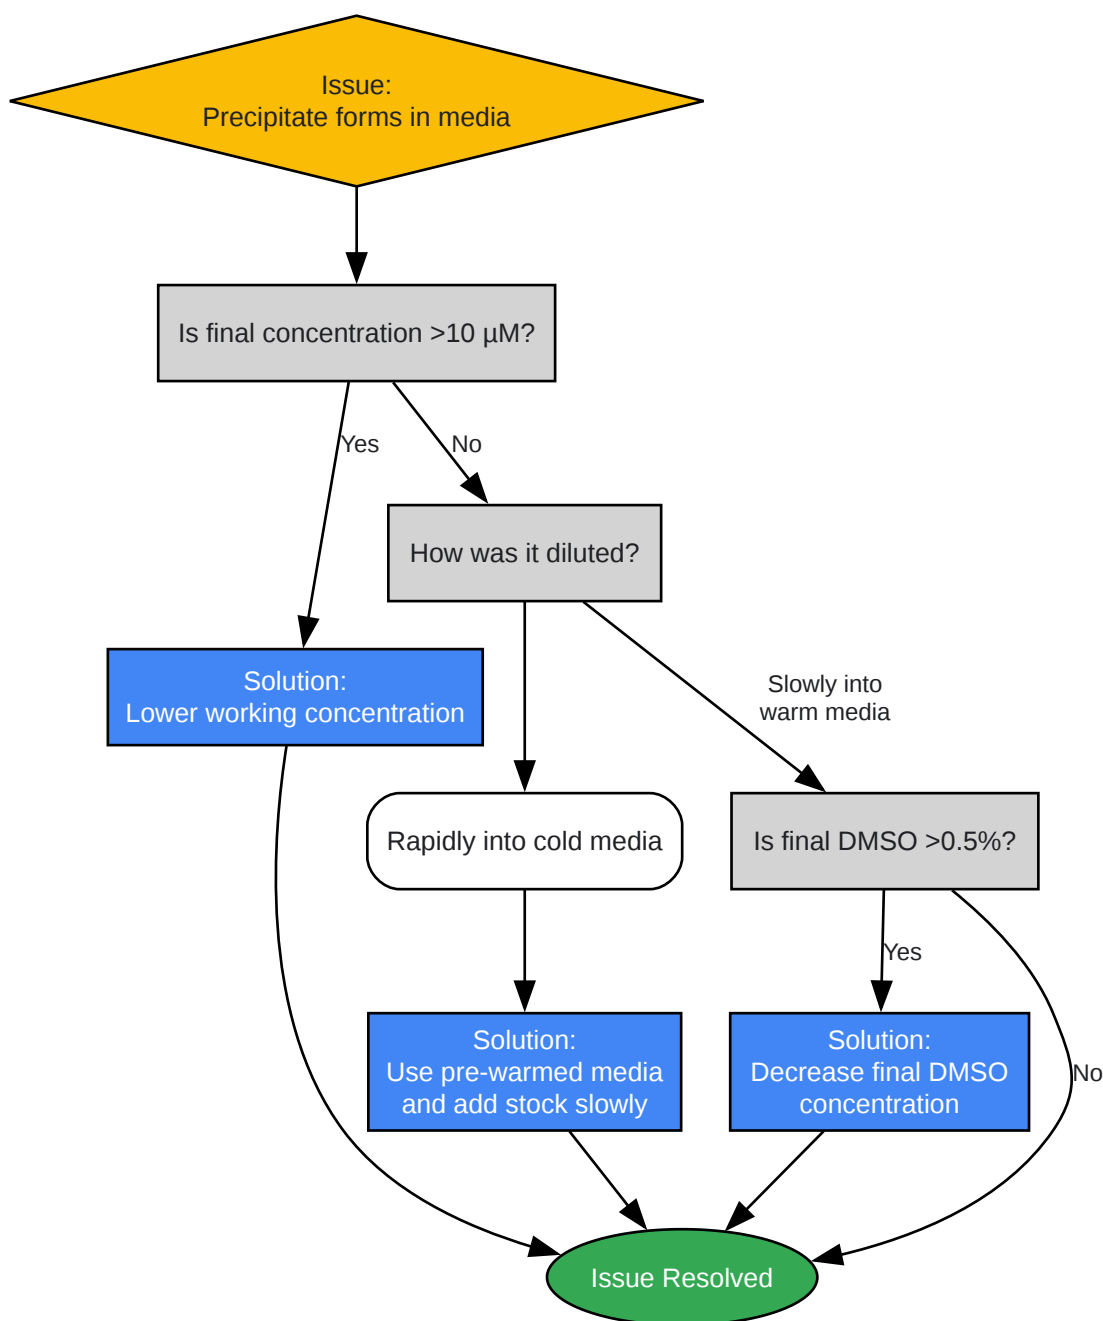 Issue:
Precipitate forms in media
Is final concentration >10 µM?
Yes
No
How was it diluted?
Solution:
Lower working concentration
Slowly into
warm media
Rapidly into cold media
Is final DMSO >0.5%?
Yes
Solution:
Use pre-warmed media
and add stock slowly
Solution:
Decrease final DMSO
concentration
No
Issue Resolved